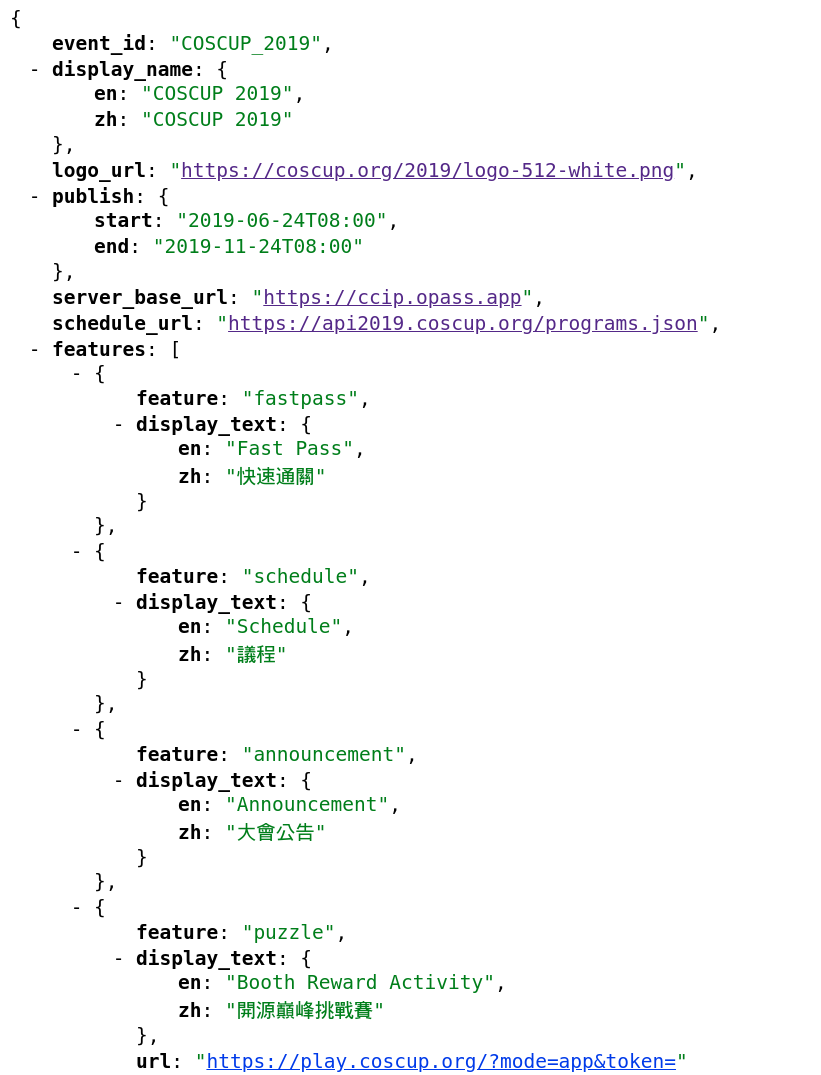 {
event_id: "COSCUP_2019",
- display_name: {
en: "COSCUP 2019",
zh: "COSCUP 2019"
},
logo_url: "https://coscup.org/2019/logo-512-white.png",
- publish: {
start: "2019-06-24T08:00",
end: "2019-11-24T08:00"
},
server_base_url: "https://ccip.opass.app",
schedule_url: "https://api2019.coscup.org/programs.json",
- features: [
- {
feature: "fastpass",
- display_text: {
en: "Fast Pass",
zh: "快速通關"
}
},
- {
feature: "schedule",
- display_text: {
en: "Schedule",
zh: "議程"
}
},
- {
feature: "announcement",
- display_text: {
en: "Announcement",
zh: "大會公告"
}
},
- {
feature: "puzzle",
- display_text: {
en: "Booth Reward Activity",
zh: "開源巔峰挑戰賽"
},
url: "https://play.coscup.org/?mode=app&token="